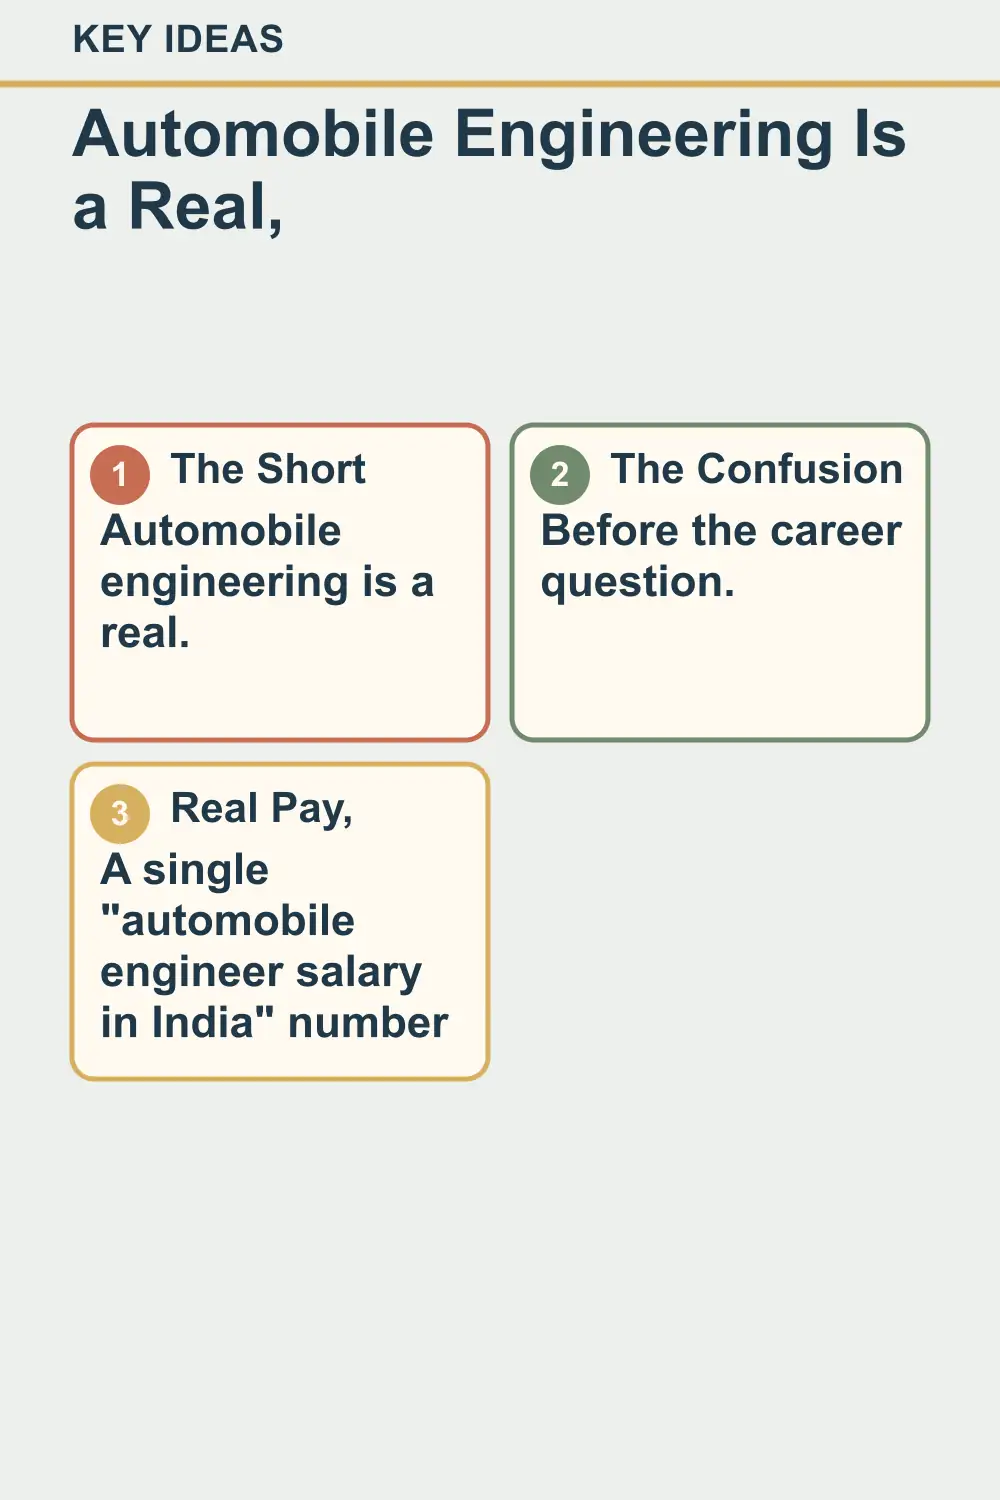 KEY IDEAS
Automobile Engineering Is
a Real,
1 The Short
Automobile
engineering is a
real.
2 The Confusion
Before the career
question.
3 Real Pay,
A single
"automobile
engineer salary
in India" number